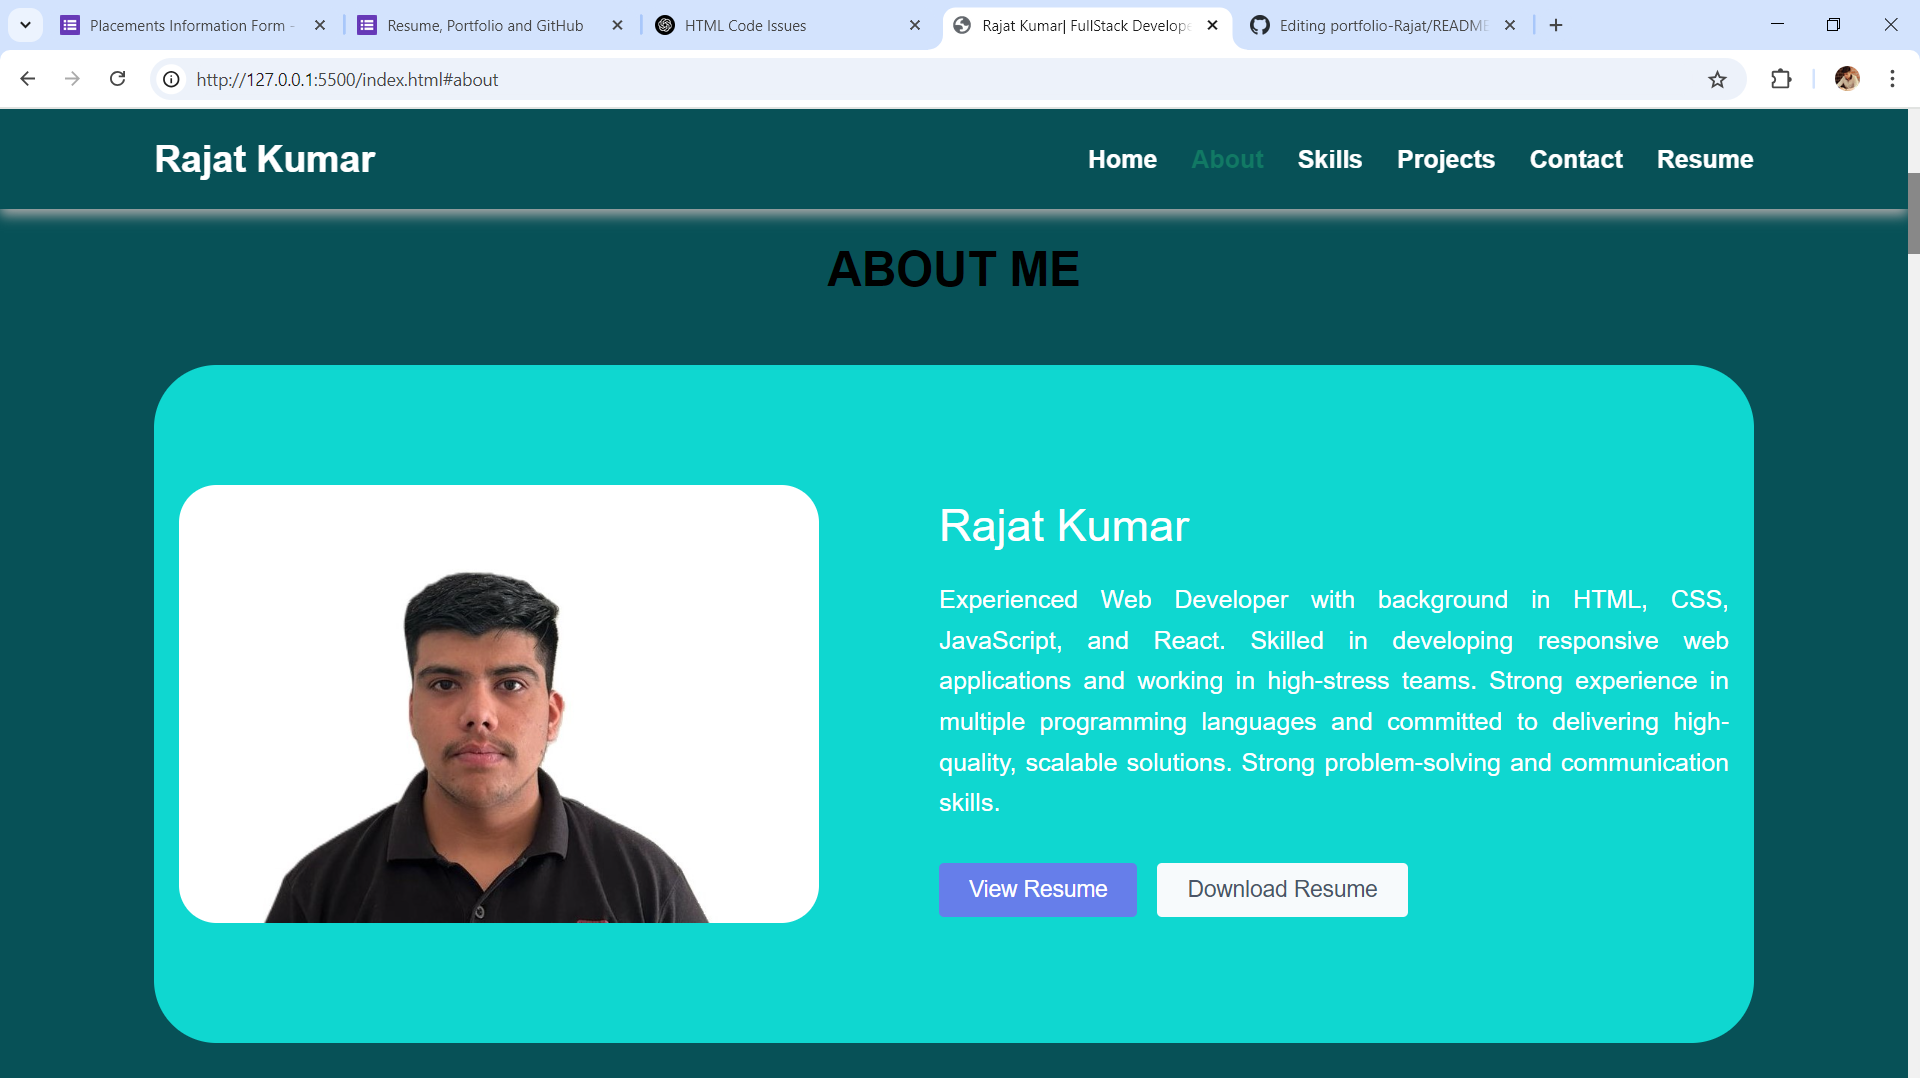 Placements Information Form -
Resume, Portfolio and GitHub
HTML Code Issues
Rajat Kumar| FullStack Develope
Editing portfolio-Rajat/README
http://127.0.0.1:5500/index.html#about
Rajat Kumar
Home About Skills Projects Contact Resume
ABOUT ME
Rajat Kumar
Experienced Web Developer with background in HTML, CSS,
JavaScript, and React. Skilled in developing responsive web
applications and working in high-stress teams. Strong experience in
multiple programming languages and committed to delivering high-
quality, scalable solutions. Strong problem-solving and communication
skills.
View Resume
Download Resume